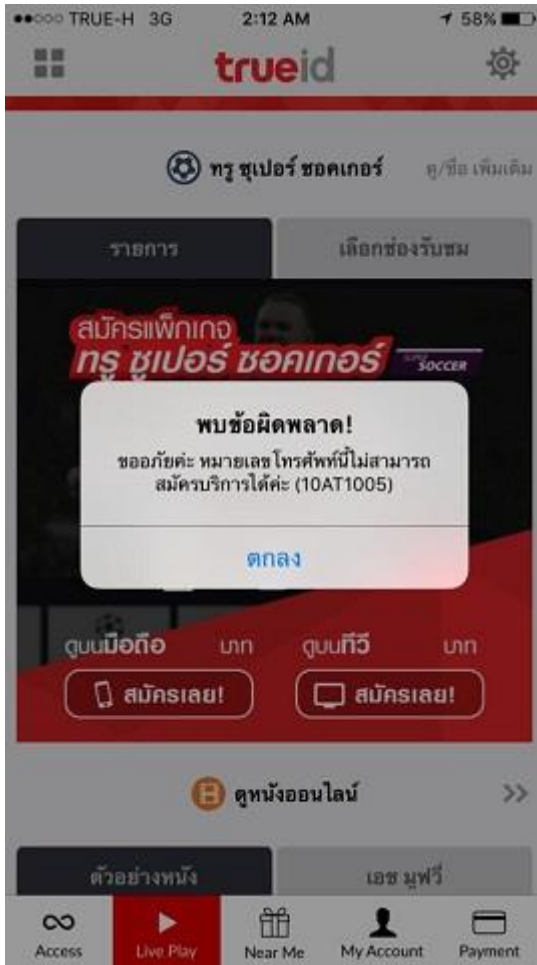 TRUE-H 3G 2:12 AM 58%
trueid
ทรู ซุเปอร์ ซอคเกอร์ ดู/ซื้อ เพิ่มเติม
รายการ เลือกช่องรับชม
สมัครแพ็กเกจ
ทรู ซูเปอร์ ซอคเกอร์ SUPER SOCCER
พบข้อผิดพลาด!
ขออภัยค่ะ หมายเลขโทรศัพท์นี้ไม่สามารถ
สมัครบริการได้ค่ะ (10AT1005)
ตกลง
ดูบนมือถือ บาท ดูบนทีวี บาท
สมัครเลย! สมัครเลย!
ดูหนังออนไลน์ >>
ตัวอย่างหนัง เอช มูฟวี่
Access Live Play Near Me My Account Payment